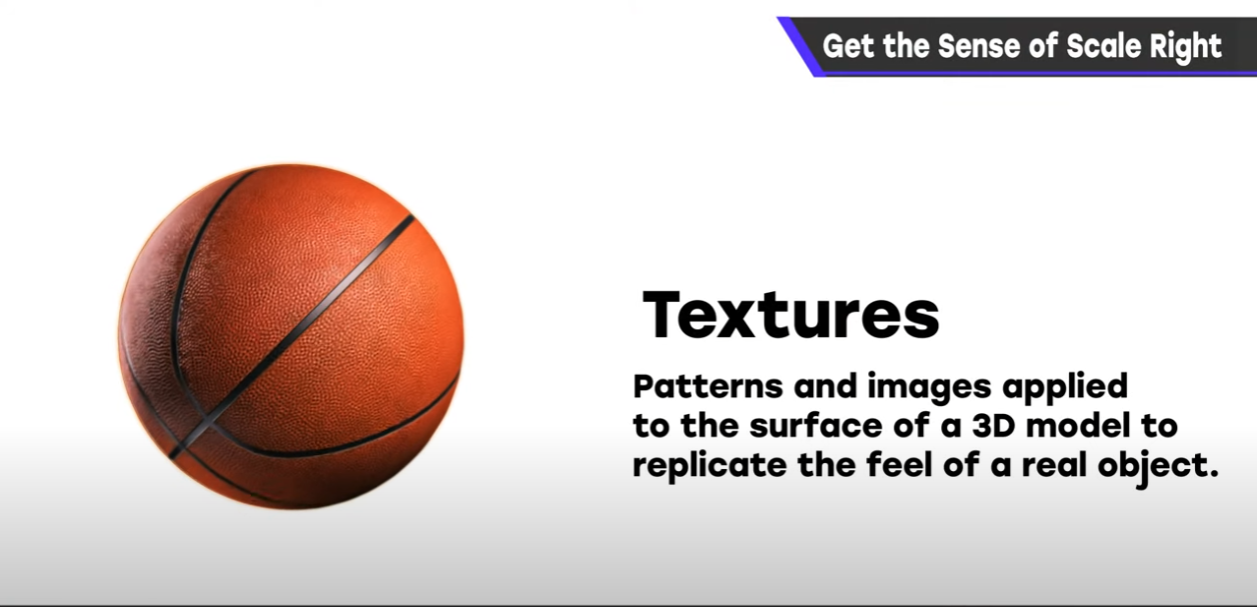 Get the Sense of Scale Right
Textures
Patterns and images applied
to the surface of a 3D model to
replicate the feel of a real object.